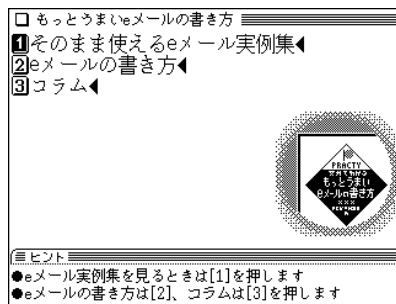 □ もっとうまいeメールの書き方
1そのまま使えるeメール実例集◀
2eメールの書き方◀
3コラム◀
PRACTY
もっとうまい
eメールの書き方
×××
ヒント
●eメール実例集を見るときは[1]を押します
●eメールの書き方は[2]、コラムは[3]を押します